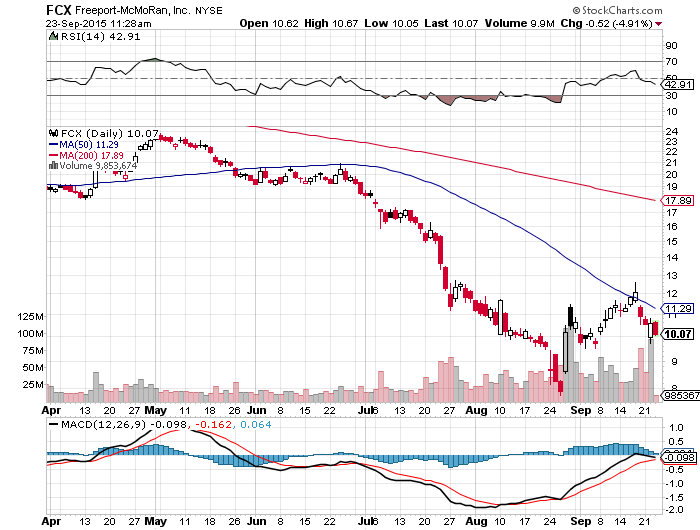 FCX Freeport-McMoRan, Inc. NYSE © StockCharts.com
23-Sep-2015 11:28am Open 10.62 High 10.67 Low 10.05 Last 10.07 Volume 9.9M Chg -0.52 (-4.91%)
RSI(14) 42.91
90
70
50
42.91
30
10
FCX (Daily) 10.07
MA(50) 11.29
MA(200) 17.89
Volume 9,853,674
24
23
22
21
20
19
17.89
17
16
15
14
13
12
11.29
10.07
9
8
985367
125M
100M
75M
50M
25M
Apr 13 20 27 May 11 18 26 Jun 8 15 22 Jul 6 13 20 27 Aug 10 17 24 Sep 8 14 21
MACD(12,26,9) -0.098, -0.162, 0.064
1.0
0.5
-0.098
-0.5
-1.0
-1.5
-2.0
Apr 13 20 27 May 11 18 26 Jun 8 15 22 Jul 6 13 20 27 Aug 10 17 24 Sep 8 14 21